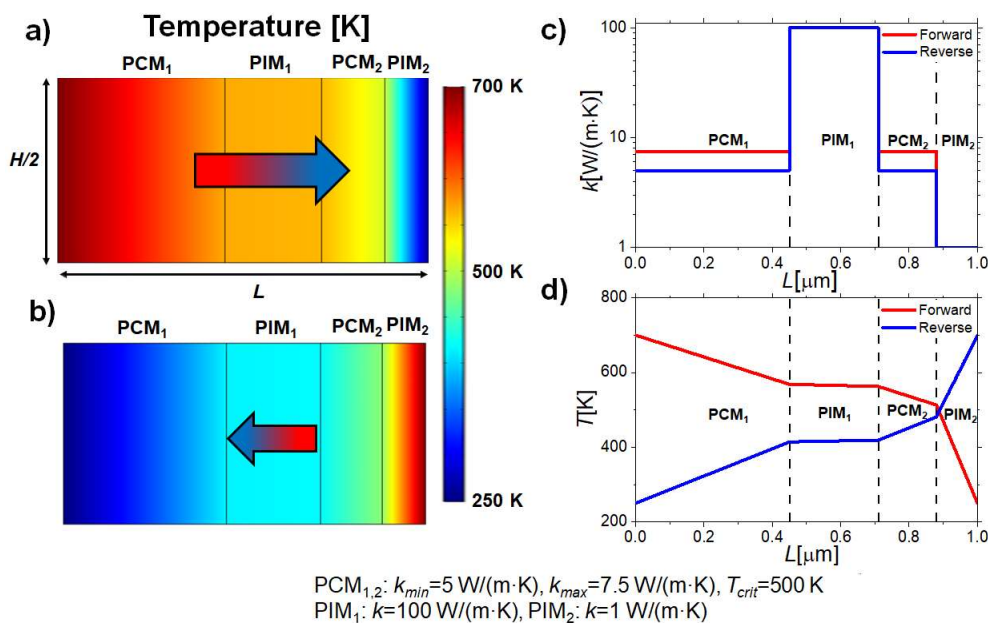 Temperature [K]
a)
PCM₁ PIM₁ PCM₂ PIM₂
H/2
L
700 K
500 K
250 K
b)
PCM₁ PIM₁ PCM₂ PIM₂
c)
Forward
Reverse
k[W/(m·K)]
100
10
1
PCM₁ PIM₁ PCM₂ PIM₂
0.0 0.2 0.4 0.6 0.8 1.0
L[μm]
d)
Forward
Reverse
T[K]
800
600
400
200
PCM₁ PIM₁ PCM₂ PIM₂
0.0 0.2 0.4 0.6 0.8 1.0
L[μm]
PCM₁,₂: kmin=5 W/(m·K), kmax=7.5 W/(m·K), Tcrit=500 K
PIM₁: k=100 W/(m·K), PIM₂: k=1 W/(m·K)